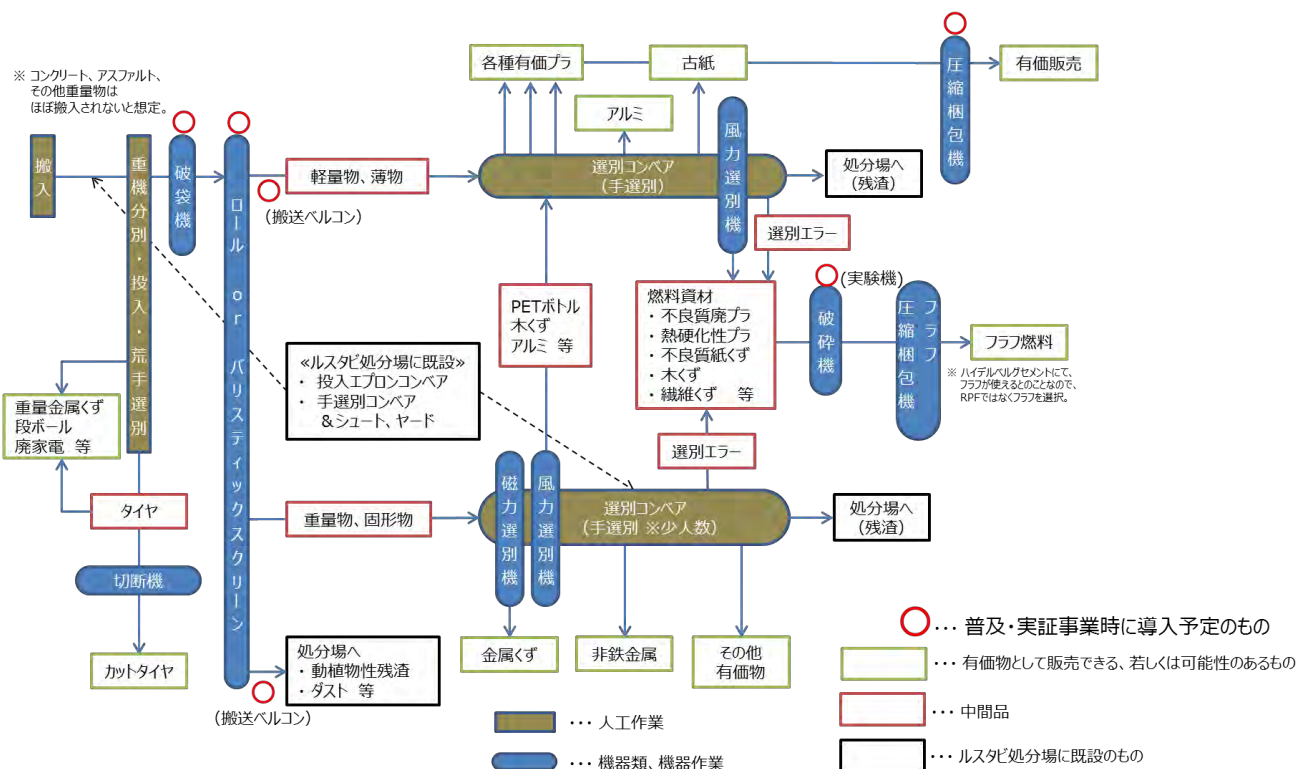 ※ コンクリート、アスファルト、
その他重量物は
ほぼ搬入されないと想定。
搬入
重機分別・投入・荒手選別
破袋機
ロール or バリスティックスクリーン
(搬送ベルコン)
軽量物、薄物
各種有価プラ
古紙
アルミ
選別コンベア
(手選別)
風力選別機
圧縮梱包機
有価販売
処分場へ
(残渣)
選別エラー
PETボトル
木くず
アルミ 等
燃料資材
・不良質廃プラ
・熱硬化性プラ
・不良質紙くず
・木くず
・繊維くず 等
(実験機)
破砕機
フラフ
圧縮梱包機
フラフ燃料
※ ハイデルベルグセメントにて、
フラフが使えるとのことなので、
RPFではなくフラフを選択。
≪ルスタビ処分場に既設≫
・ 投入エプロンコンベア
・ 手選別コンベア
&シュート、ヤード
重量金属くず
段ボール
廃家電 等
タイヤ
切断機
カットタイヤ
選別エラー
重量物、固形物
磁力選別機
風力選別機
選別コンベア
(手選別 ※少人数)
処分場へ
(残渣)
処分場へ
・動植物性残渣
・ダスト 等
(搬送ベルコン)
金属くず
非鉄金属
その他
有価物
・・・ 人工作業
・・・ 機器類、機器作業
・・・ 普及・実証事業時に導入予定のもの
・・・ 有価物として販売できる、若しくは可能性のあるもの
・・・ 中間品
・・・ ルスタビ処分場に既設のもの